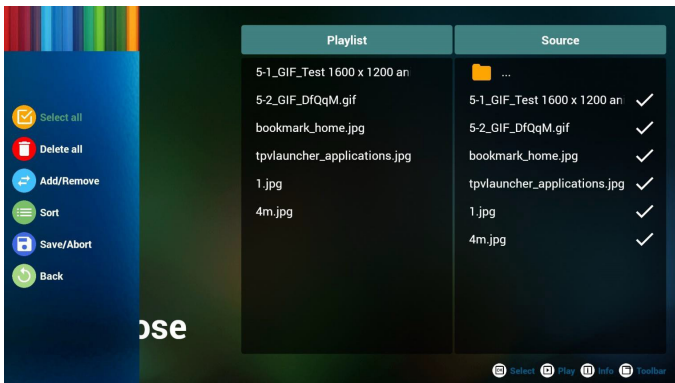 Select all
Delete all
Add/Remove
Sort
Save/Abort
Back
ose
Playlist
5-1_GIF_Test 1600 x 1200 an
5-2_GIF_DfQqM.gif
bookmark_home.jpg
tpvlauncher_applications.jpg
1.jpg
4m.jpg
Source
...
5-1_GIF_Test 1600 x 1200 an
5-2_GIF_DfQqM.gif
bookmark_home.jpg
tpvlauncher_applications.jpg
1.jpg
4m.jpg
Select Play Info Toolbar